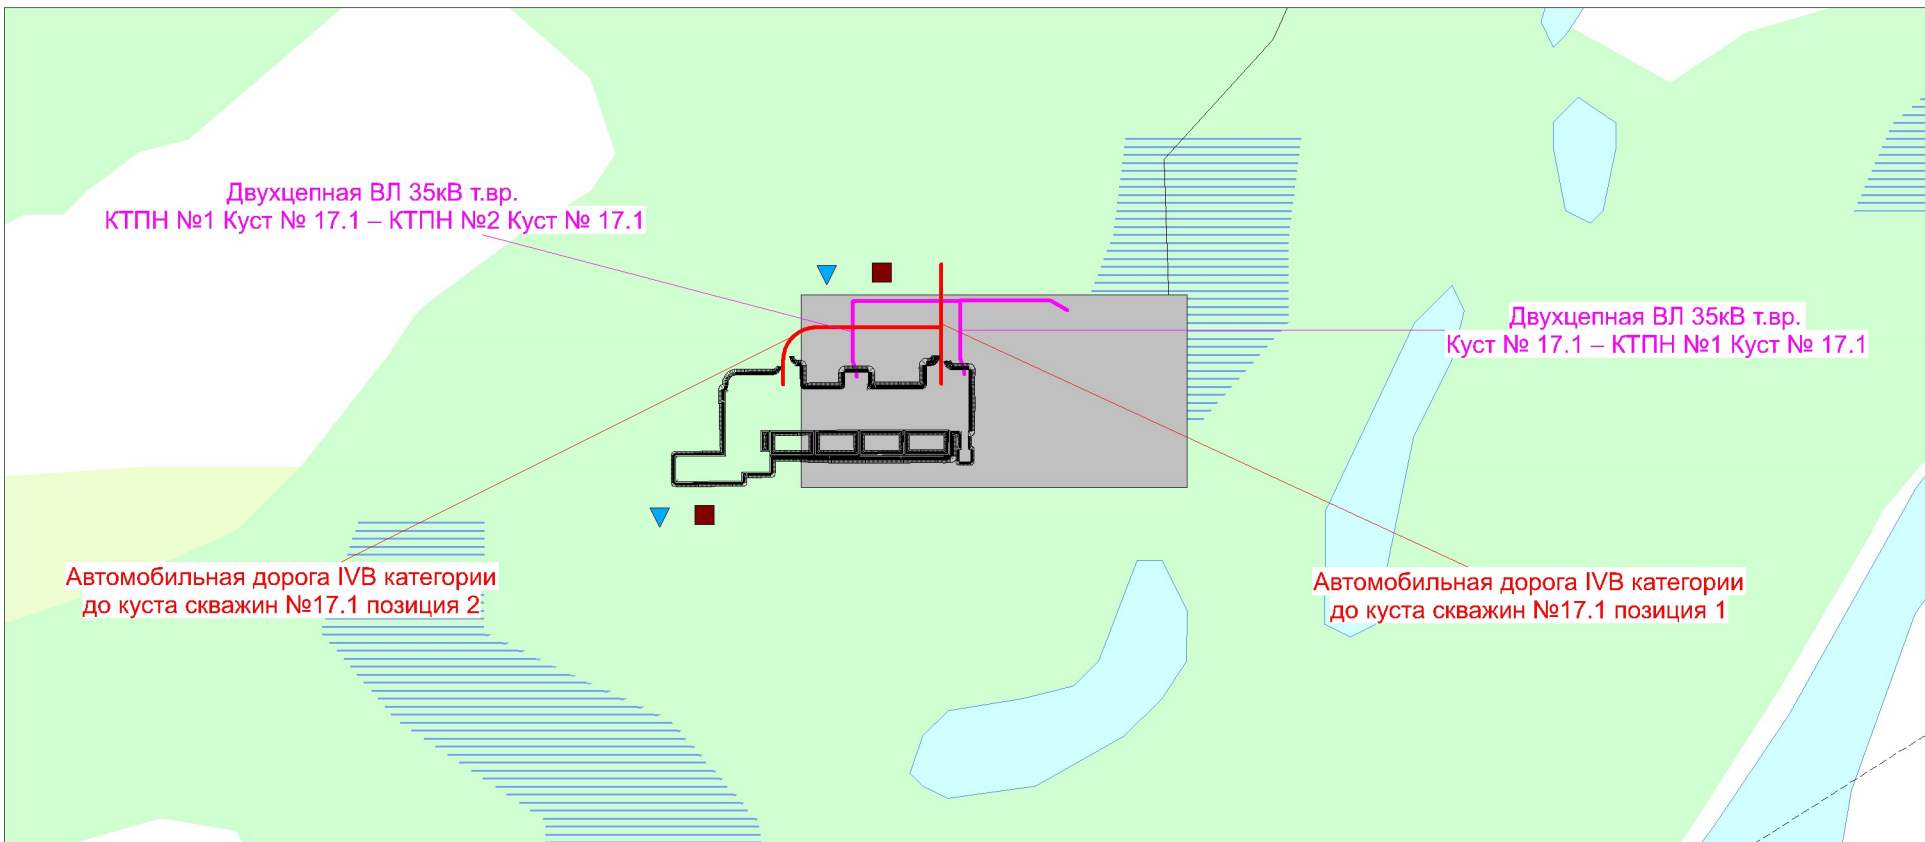 Двухцепная ВЛ 35кВ т.вр.
КТПН №1 Куст № 17.1 – КТПН №2 Куст № 17.1
Двухцепная ВЛ 35кВ т.вр.
Куст № 17.1 – КТПН №1 Куст № 17.1
Автомобильная дорога IVВ категории
до куста скважин №17.1 позиция 2
Автомобильная дорога IVВ категории
до куста скважин №17.1 позиция 1